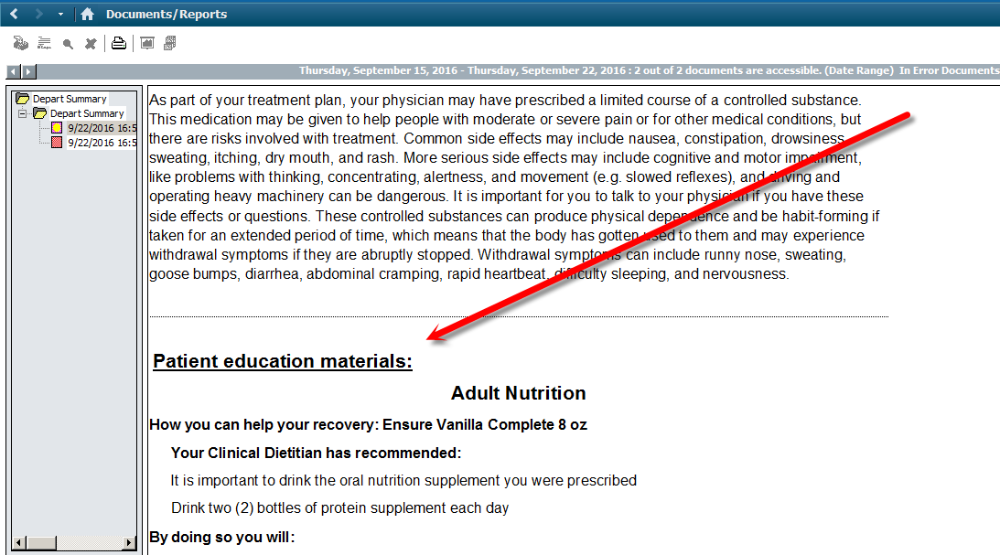 Documents/Reports
Thursday, September 15, 2016 - Thursday, September 22, 2016 : 2 out of 2 documents are accessible. (Date Range)  In Error Documents
Depart Summary
Depart Summary
9/22/2016 16:5
9/22/2016 16:5
As part of your treatment plan, your physician may have prescribed a limited course of a controlled substance.
This medication may be given to help people with moderate or severe pain or for other medical conditions, but
there are risks involved with treatment. Common side effects may include nausea, constipation, drowsiness,
sweating, itching, dry mouth, and rash. More serious side effects may include cognitive and motor impairment,
like problems with thinking, concentrating, alertness, and movement (e.g. slowed reflexes), and driving and
operating heavy machinery can be dangerous. It is important for you to talk to your physician if you have these
side effects or questions. These controlled substances can produce physical dependence and be habit-forming if
taken for an extended period of time, which means that the body has gotten used to them and may experience
withdrawal symptoms if they are abruptly stopped. Withdrawal symptoms can include runny nose, sweating,
goose bumps, diarrhea, abdominal cramping, rapid heartbeat, difficulty sleeping, and nervousness.
Patient education materials:
Adult Nutrition
How you can help your recovery: Ensure Vanilla Complete 8 oz
Your Clinical Dietitian has recommended:
It is important to drink the oral nutrition supplement you were prescribed
Drink two (2) bottles of protein supplement each day
By doing so you will: